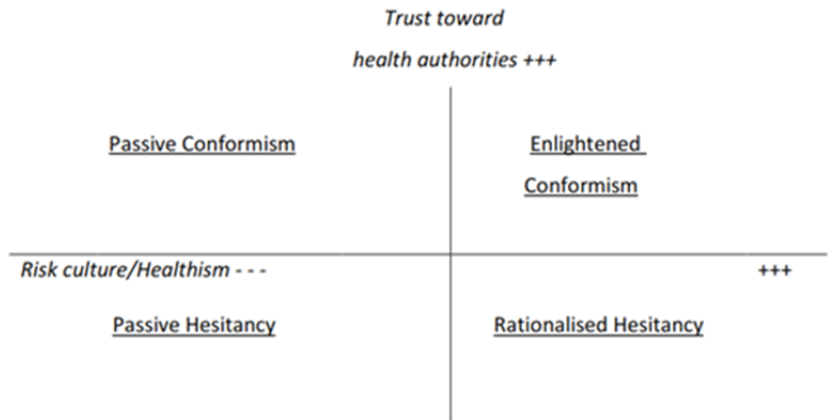 Trust toward
health authorities +++
Passive Conformism
Enlightened
Conformism
Risk culture/Healthism - - -
+++
Passive Hesitancy
Rationalised Hesitancy